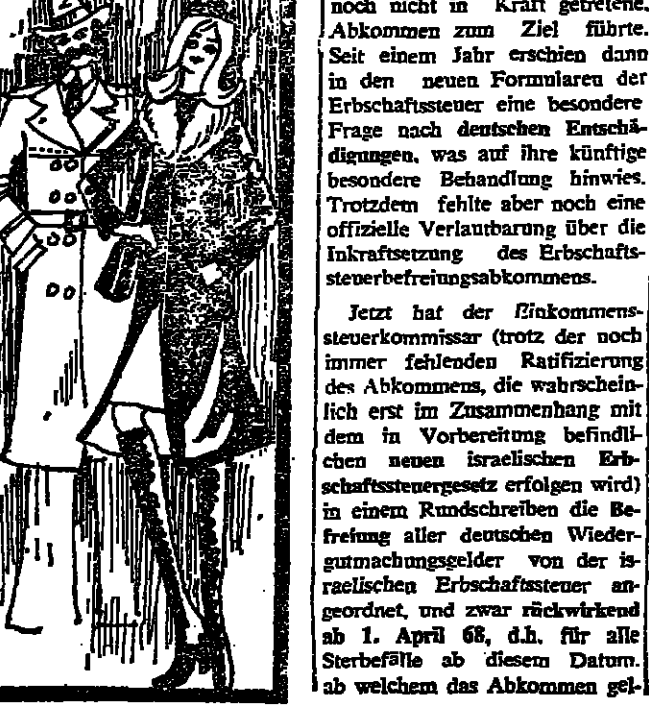 noch nicht in Kraft getretene
Abkommen zum Ziel führte.
Seit einem Jahr erschien dann
in den neuen Formularen der
Erbschaftssteuer eine besondere
Frage nach deutschen Entschä-
digungen, was auf ihre künftige
besondere Behandlung hinwies.
Trotzdem fehlte aber noch eine
offizielle Verlautbarung über die
Inkraftsetzung des Erbschafts-
steuerbefreiungsabkommens.
Jetzt hat der Einkommens-
steuerkommissar (trotz der noch
immer fehlenden Ratifizierung
des Abkommens, die wahrschein-
lich erst im Zusammenhang mit
dem in Vorbereitung befindli-
chen neuen israelischen Erb-
schaftssteuergesetz erfolgen wird)
in einem Rundschreiben die Be-
freiung aller deutschen Wieder-
gutmachungsgelder von der is-
raelischen Erbschaftssteuer an-
geordnet, und zwar rückwirkend
ab 1. April 68, d.h. für alle
Sterbefälle ab diesem Datum.
ab welchem das Abkommen gel-